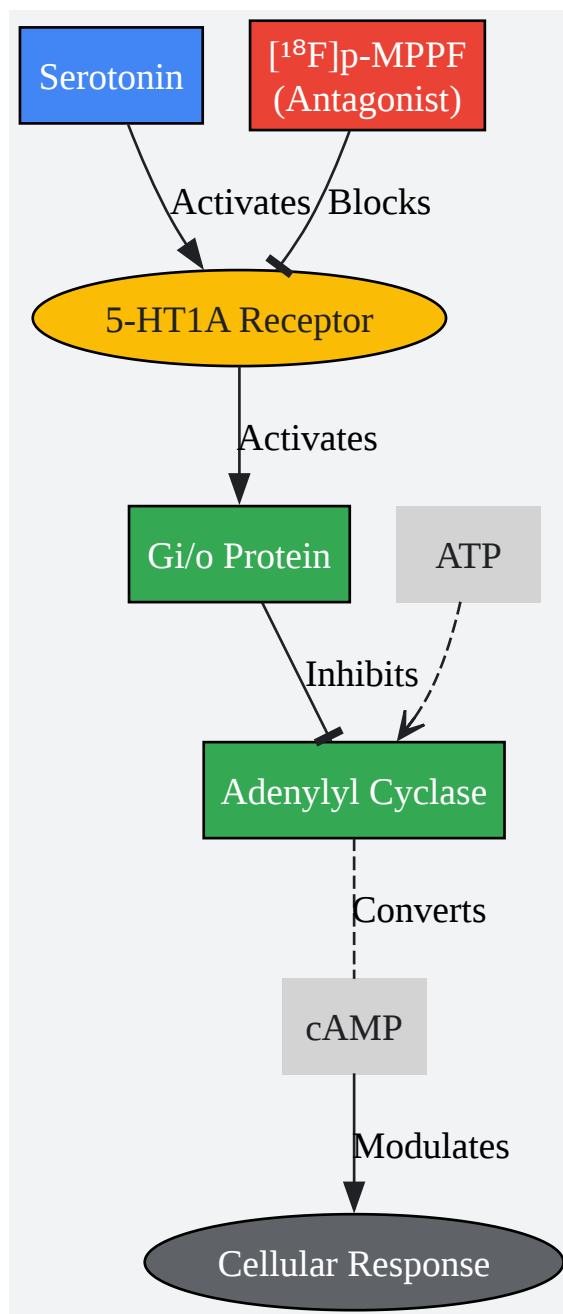 Serotonin
[¹⁸F]p-MPPF
(Antagonist)
Activates
Blocks
5-HT1A Receptor
Activates
Gi/o Protein
ATP
Inhibits
Adenylyl Cyclase
Converts
cAMP
Modulates
Cellular Response